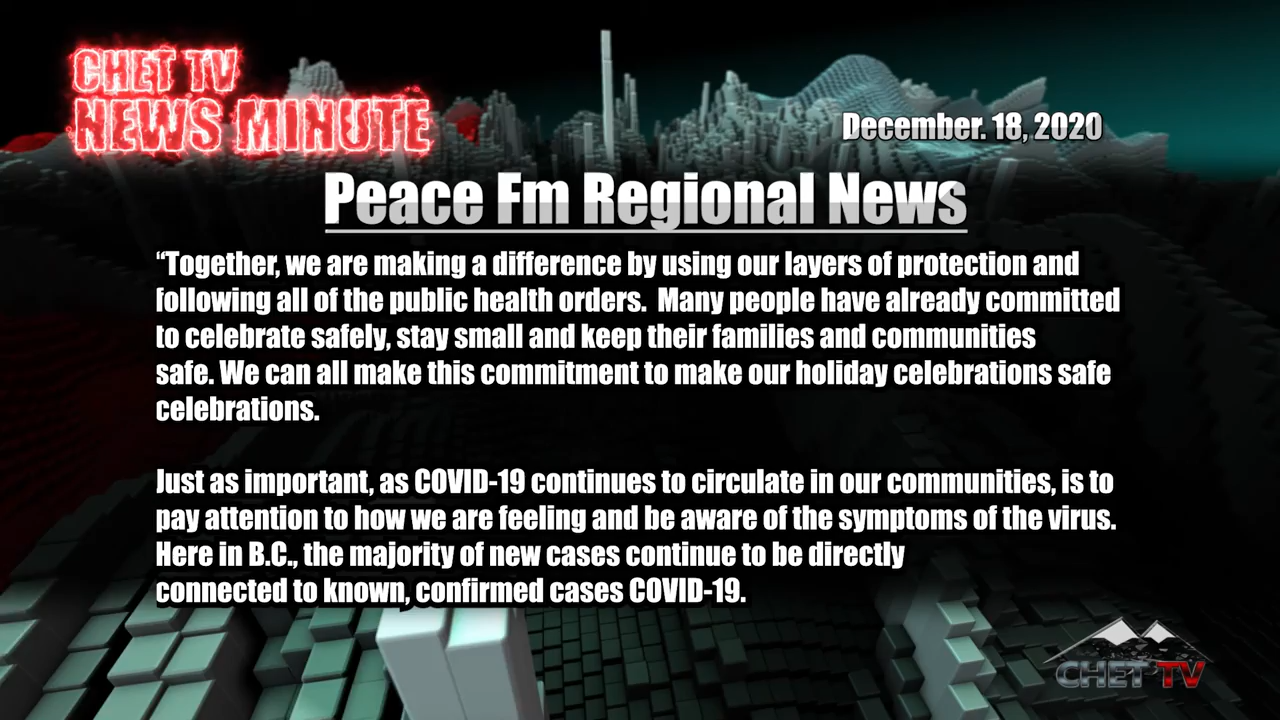 CHET TV
NEWS MINUTE
December. 18, 2020
Peace Fm Regional News
“Together, we are making a difference by using our layers of protection and
following all of the public health orders.  Many people have already committed
to celebrate safely, stay small and keep their families and communities
safe. We can all make this commitment to make our holiday celebrations safe
celebrations.
Just as important, as COVID-19 continues to circulate in our communities, is to
pay attention to how we are feeling and be aware of the symptoms of the virus.
Here in B.C., the majority of new cases continue to be directly
connected to known, confirmed cases COVID-19.
CHET TV